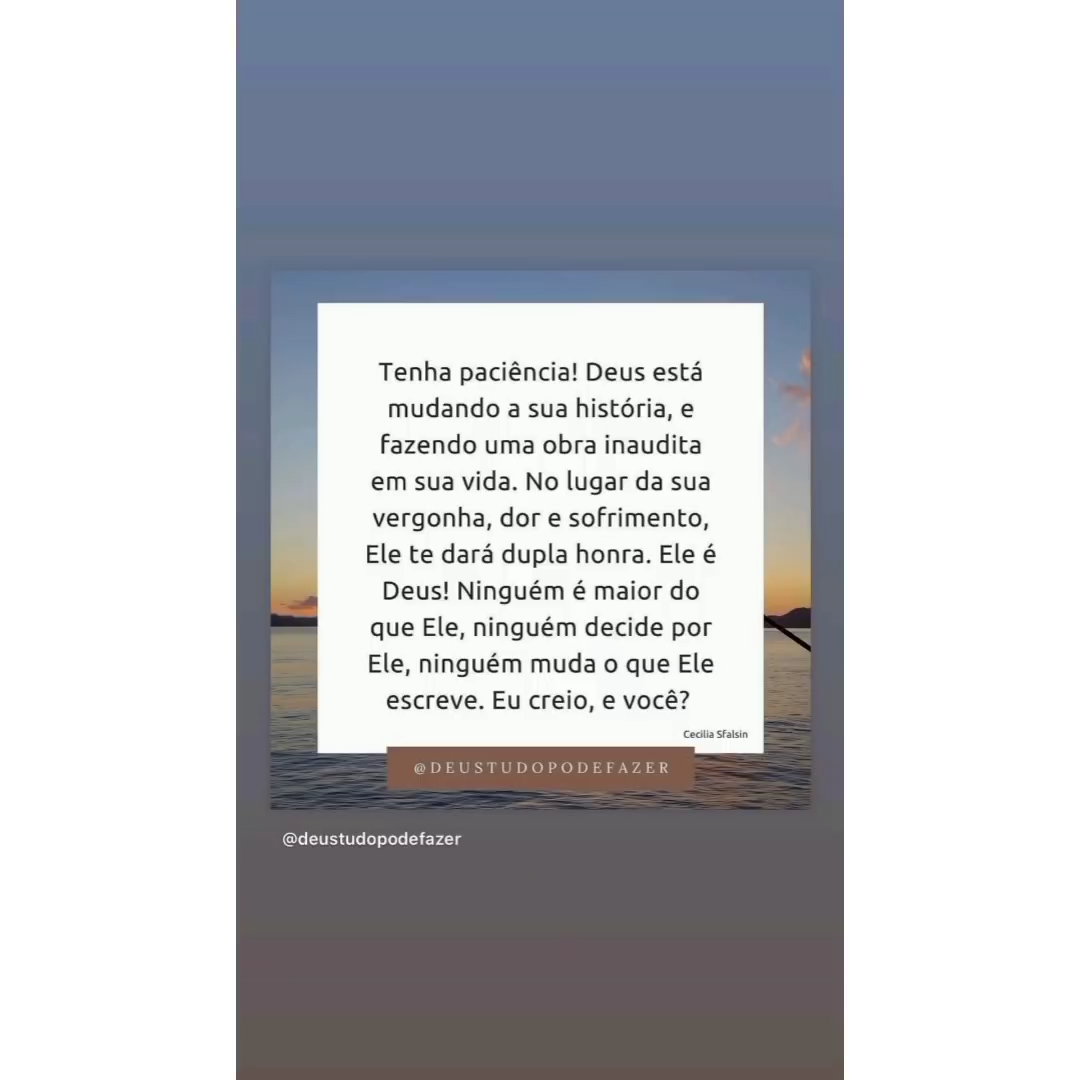 Tenha paciência! Deus está
mudando a sua história, e
fazendo uma obra inaudita
em sua vida. No lugar da sua
vergonha, dor e sofrimento,
Ele te dará dupla honra. Ele é
Deus! Ninguém é maior do
que Ele, ninguém decide por
Ele, ninguém muda o que Ele
escreve. Eu creio, e você?
Cecilia Sfalsin
@DEUSTUDOPODEFAZER
@deustudopodefazer